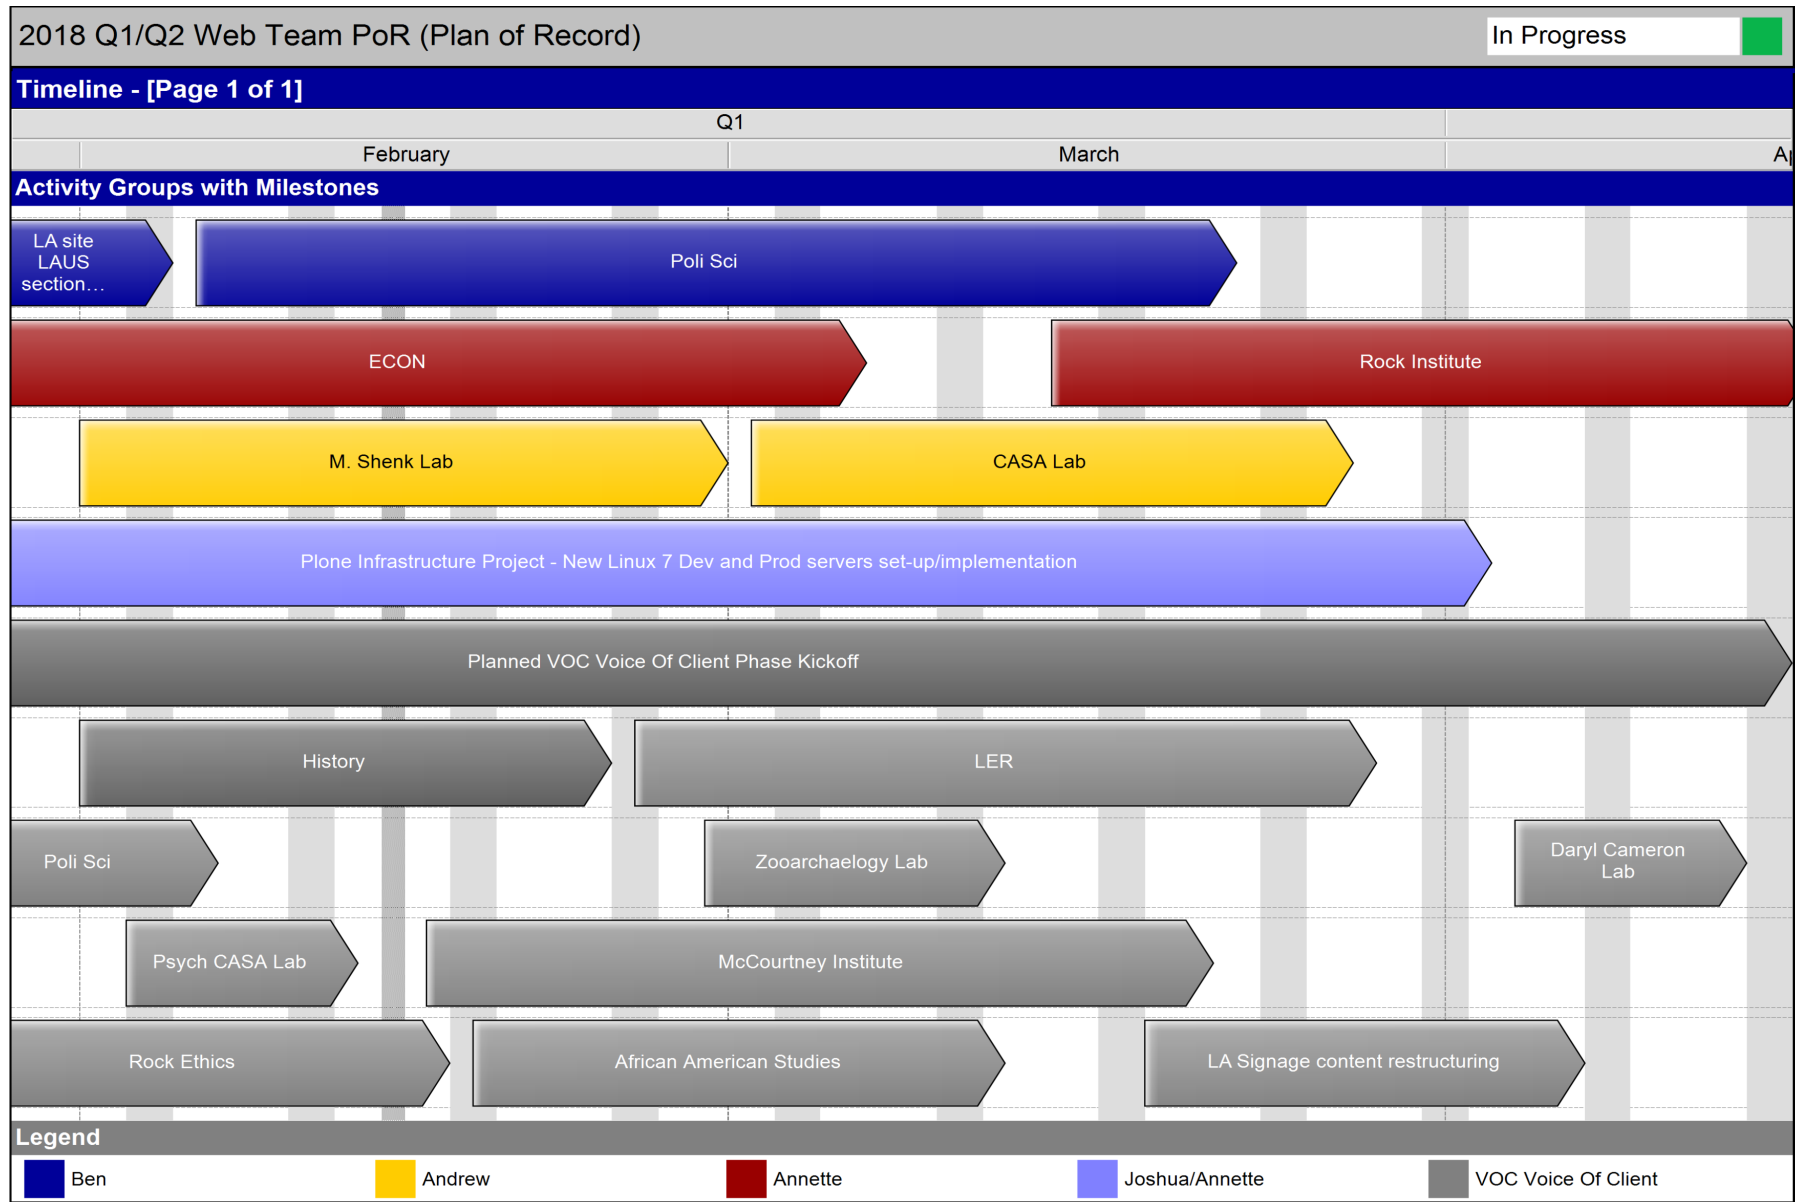 2018 Q1/Q2 Web Team PoR (Plan of Record)
In Progress
Timeline - [Page 1 of 1]
Q1
February
March
Ap
Activity Groups with Milestones
LA site
LAUS
section...
Poli Sci
ECON
Rock Institute
M. Shenk Lab
CASA Lab
Plone Infrastructure Project - New Linux 7 Dev and Prod servers set-up/implementation
Planned VOC Voice Of Client Phase Kickoff
History
LER
Poli Sci
Zooarchaelogy Lab
Daryl Cameron
Lab
Psych CASA Lab
McCourtney Institute
Rock Ethics
African American Studies
LA Signage content restructuring
Legend
Ben
Andrew
Annette
Joshua/Annette
VOC Voice Of Client